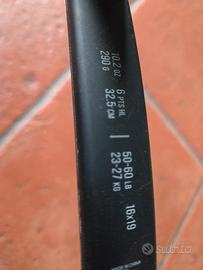 10.2 oz
290 g
6 PTS HL
32.5 CM
50-60 LB
23-27 KG
16x19
subito